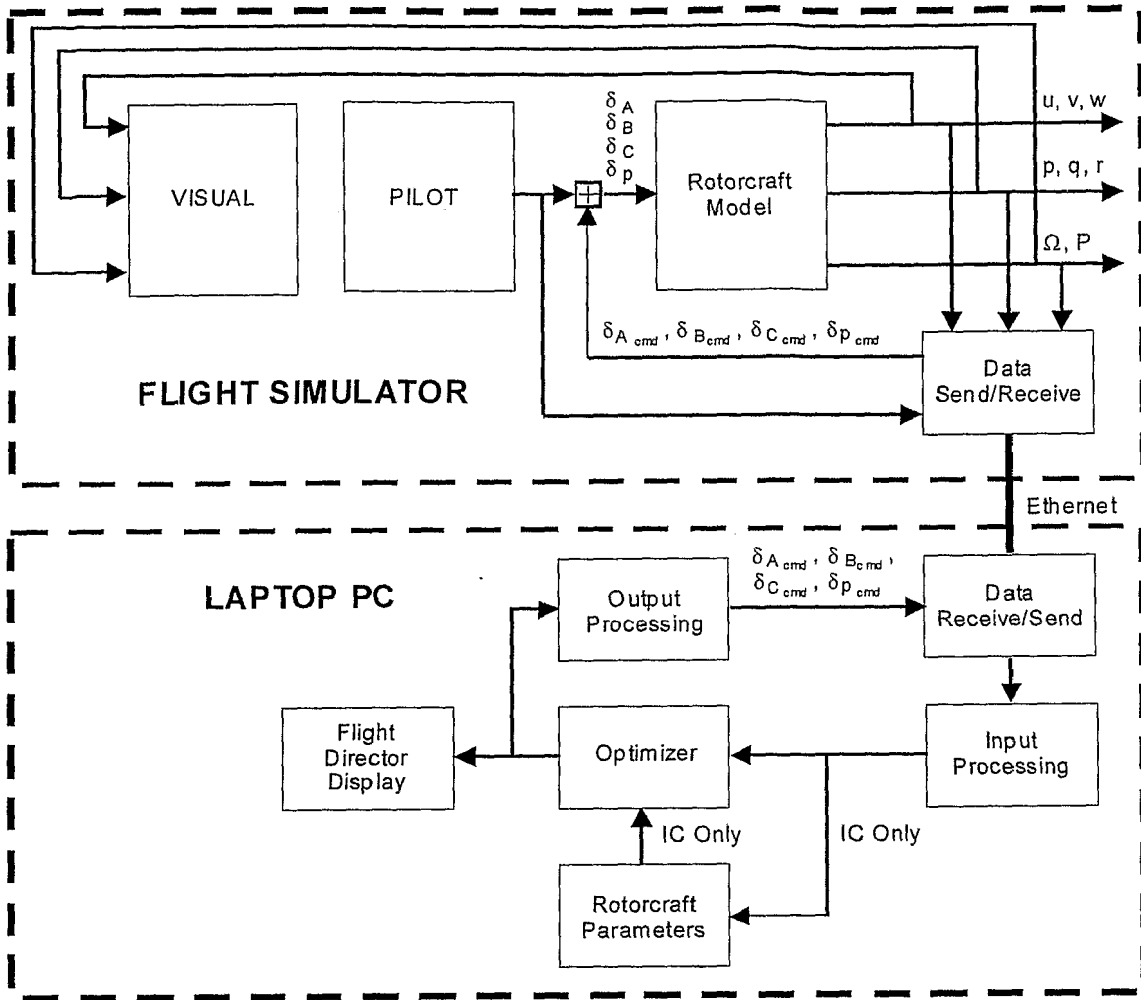 δA
δB
δC
δp
u, v, w
VISUAL
PILOT
Rotorcraft
Model
p, q, r
Ω, P
δA cmd , δB cmd , δC cmd , δp cmd
Data
Send/Receive
FLIGHT SIMULATOR
Ethernet
LAPTOP PC
Output
Processing
δA cmd , δB cmd ,
δC cmd , δp cmd
Data
Receive/Send
Flight
Director
Display
Optimizer
Input
Processing
IC Only
IC Only
Rotorcraft
Parameters